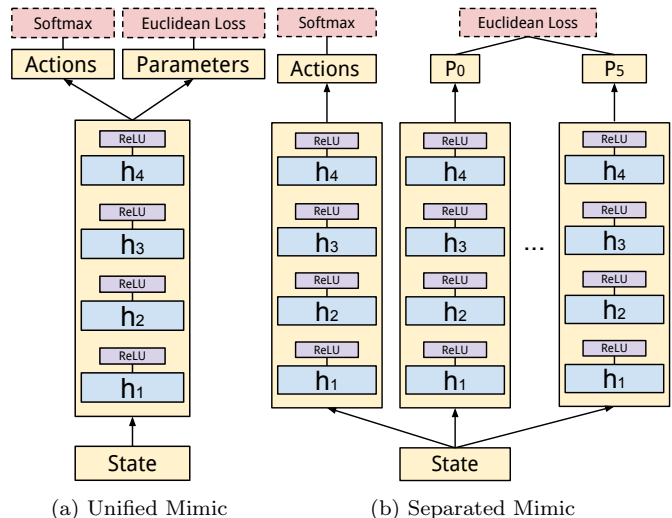 Softmax
Euclidean Loss
Actions
Parameters
ReLU
h4
ReLU
h3
ReLU
h2
ReLU
h1
State
(a) Unified Mimic
Softmax
Euclidean Loss
Actions
P0
P5
ReLU
h4
ReLU
h3
ReLU
h2
ReLU
h1
ReLU
h4
ReLU
h3
ReLU
h2
ReLU
h1
...
ReLU
h4
ReLU
h3
ReLU
h2
ReLU
h1
State
(b) Separated Mimic